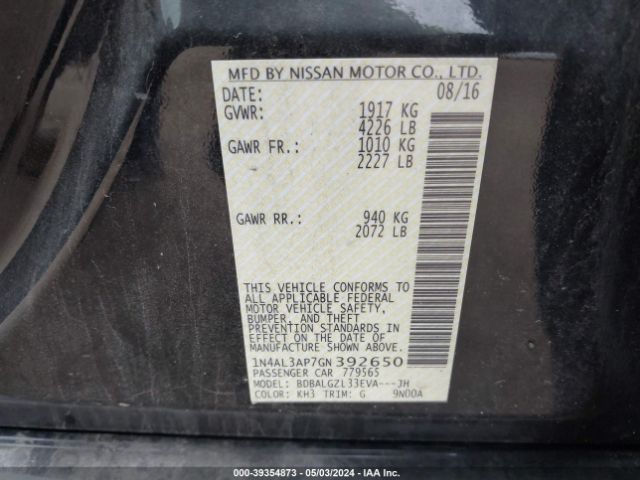 MFD BY NISSAN MOTOR CO., LTD.
DATE: 08/16
GVWR: 1917 KG
4226 LB
GAWR FR.: 1010 KG
2227 LB
GAWR RR.: 940 KG
2072 LB
THIS VEHICLE CONFORMS TO
ALL APPLICABLE FEDERAL
MOTOR VEHICLE SAFETY,
BUMPER, AND THEFT
PREVENTION STANDARDS IN
EFFECT ON THE DATE OF
MANUFACTURE SHOWN ABOVE.
1N4AL3AP7GN392650
PASSENGER CAR 779565
MODEL: BDBALGZL33EVA---JH
COLOR: KH3 TRIM: G 9N00A
000-39354873 - 05/03/2024 - IAA Inc.